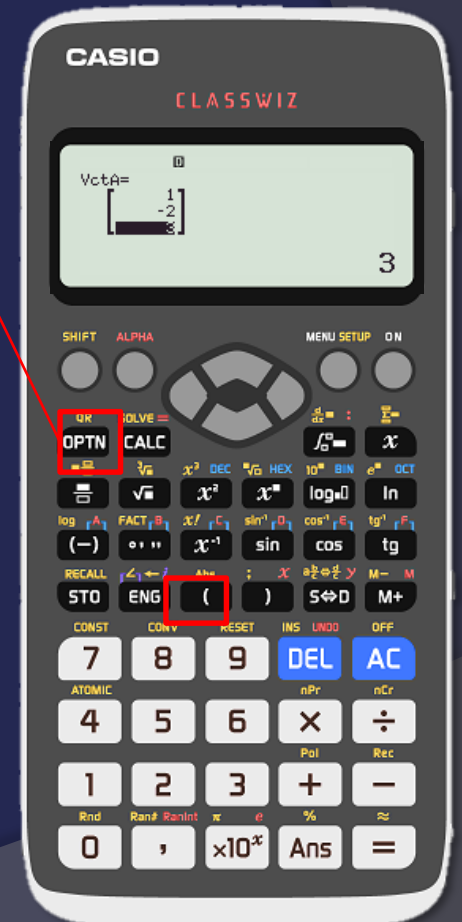 CASIO
CLASSWIZ
D
VctA=
1
-2
3
3
SHIFT ALPHA MENU SETUP ON
QR SOLVE = d/dx■ : Σ■
OPTN CALC ∫ x
³√■ x³ DEC ■√□ HEX 10■ BIN e■ OCT
√■ x² x■ log■□ ln
log A FACT B x! C sin⁻¹ D cos⁻¹ E tg⁻¹ F
(−) ° ' '' x⁻¹ sin cos tg
RECALL ∠ ← i Abs ; x y M− M
STO ENG ( ) S⇔D M+
CONST CONV RESET INS UNDO OFF
7 8 9 DEL AC
ATOMIC nPr nCr
4 5 6 × ÷
Pol Rec
1 2 3 + −
Rnd Ran# RanInt π e % ≈
0 , ×10ˣ Ans =